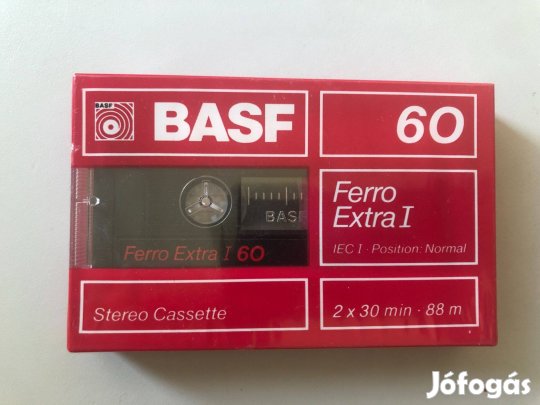 BASF
BASF
60
Ferro
Extra I
IEC I · Position: Normal
BASF
Ferro Extra I 60
Stereo Cassette
2 x 30 min · 88 m
Jófogás